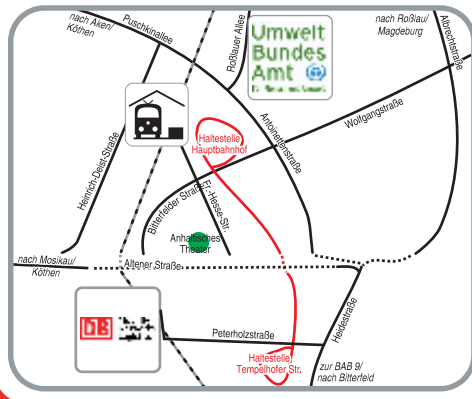 nach Aken/
Köthen
Puschkinallee
Roßlauer Allee
Umwelt
Bundes
Amt
nach Roßlau/
Magdeburg
Albrechtstraße
Heinrich-Deist-Straße
Haltestelle
Hauptbahnhof
Antoinettenstraße
Wolfgangstraße
Bitterfelder Straße
Fr.-Hesse-Str.
Anhaltisches
Theater
nach Mosikau/
Köthen
Altener Straße
DB
Peterholzstraße
Heidestraße
Haltestelle
Tempelhofer Str.
zur BAB 9/
nach Bitterfeld